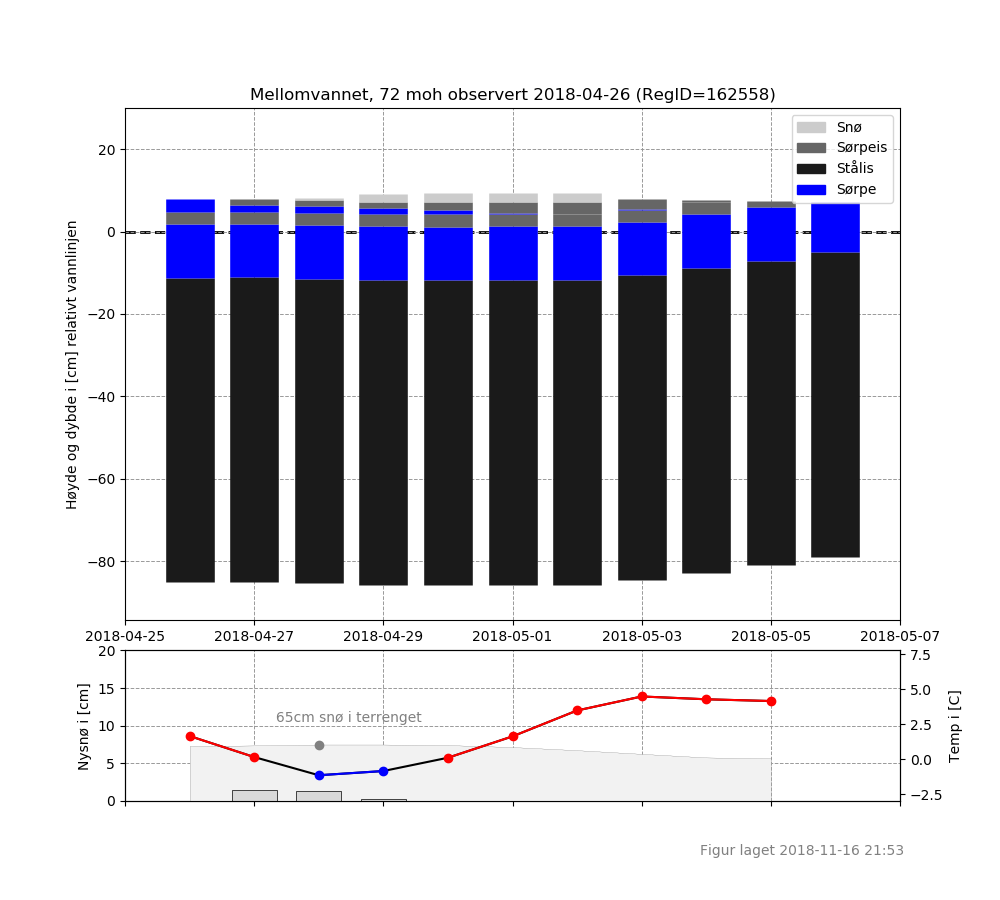 Mellomvannet, 72 moh observert 2018-04-26 (RegID=162558)
Snø
Sørpeis
Stålis
Sørpe
Høyde og dybde i [cm] relativt vannlinjen
20
0
−20
−40
−60
−80
2018-04-25 2018-04-27 2018-04-29 2018-05-01 2018-05-03 2018-05-05 2018-05-07
Nysnø i [cm]
20
15
10
5
0
65cm snø i terrenget
7.5
5.0
2.5
0.0
−2.5
Temp i [C]
Figur laget 2018-11-16 21:53